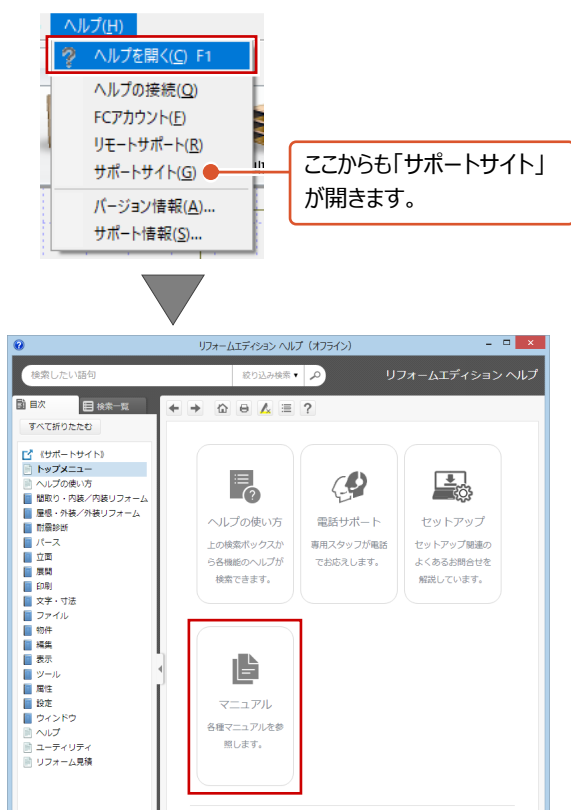 ヘルプ(H)
ヘルプを開く(C) F1
ヘルプの接続(Q)
FCアカウント(F)
リモートサポート(R)
サポートサイト(G)
バージョン情報(A)...
サポート情報(S)...
ここからも「サポートサイト」
が開きます。
リフォームエディション ヘルプ (オフライン)
検索したい語句
絞り込み検索
リフォームエディション ヘルプ
目次
検索一覧
すべて折りたたむ
《サポートサイト》
トップメニュー
ヘルプの使い方
間取り・内装／内装リフォーム
屋根・外装／外装リフォーム
耐震診断
パース
立面
展開
印刷
文字・寸法
ファイル
物件
編集
表示
ツール
属性
設定
ウィンドウ
ヘルプ
ユーティリティ
リフォーム見積
ヘルプの使い方
上の検索ボックスか
ら各機能のヘルプが
検索できます。
電話サポート
専用スタッフが電話
でお応えします。
セットアップ
セットアップ関連の
よくあるお問合せを
解説しています。
マニュアル
各種マニュアルを参
照します。